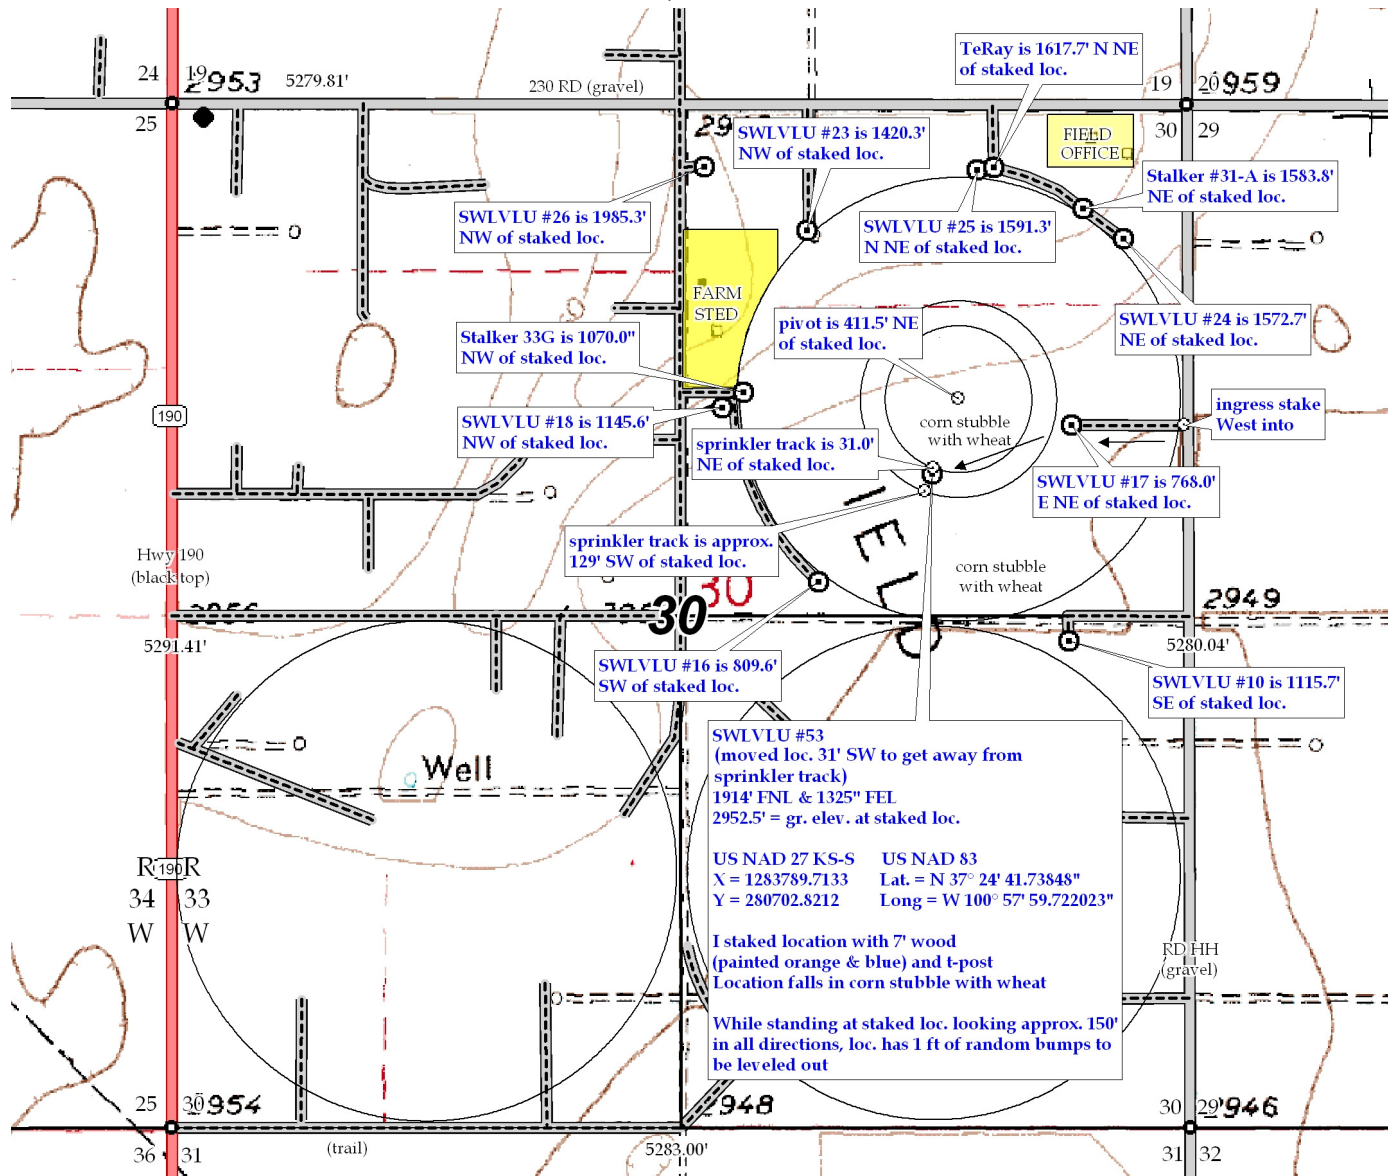 TeRay is 1617.7' N NE
of staked loc.
24
19
2953
5279.81'
230 RD (gravel)
19
20
2959
25
SWLVLU #23 is 1420.3'
NW of staked loc.
FIELD
OFFICE
30
29
Stalker #31-A is 1583.8'
NE of staked loc.
SWLVLU #26 is 1985.3'
NW of staked loc.
SWLVLU #25 is 1591.3'
N NE of staked loc.
FARM
STED
pivot is 411.5' NE
of staked loc.
SWLVLU #24 is 1572.7'
NE of staked loc.
Stalker 33G is 1070.0"
NW of staked loc.
190
SWLVLU #18 is 1145.6'
NW of staked loc.
corn stubble
with wheat
ingress stake
West into
sprinkler track is 31.0'
NE of staked loc.
SWLVLU #17 is 768.0'
E NE of staked loc.
I E L D
sprinkler track is approx.
129' SW of staked loc.
Hwy 190
(black top)
corn stubble
with wheat
30
30
2949
5291.41'
5280.04'
SWLVLU #16 is 809.6'
SW of staked loc.
SWLVLU #10 is 1115.7'
SE of staked loc.
Well
SWLVLU #53
(moved loc. 31' SW to get away from
sprinkler track)
1914' FNL & 1325" FEL
2952.5' = gr. elev. at staked loc.
US NAD 27 KS-S US NAD 83
X = 1283789.7133 Lat. = N 37° 24' 41.73848"
Y = 280702.8212 Long = W 100° 57' 59.722023"
I staked location with 7' wood
(painted orange & blue) and t-post
Location falls in corn stubble with wheat
While standing at staked loc. looking approx. 150'
in all directions, loc. has 1 ft of random bumps to
be leveled out
R 190 R
34 33
W W
RD HH
(gravel)
25
30
2954
2948
30
29
2946
36
31
(trail)
5283.00'
31
32